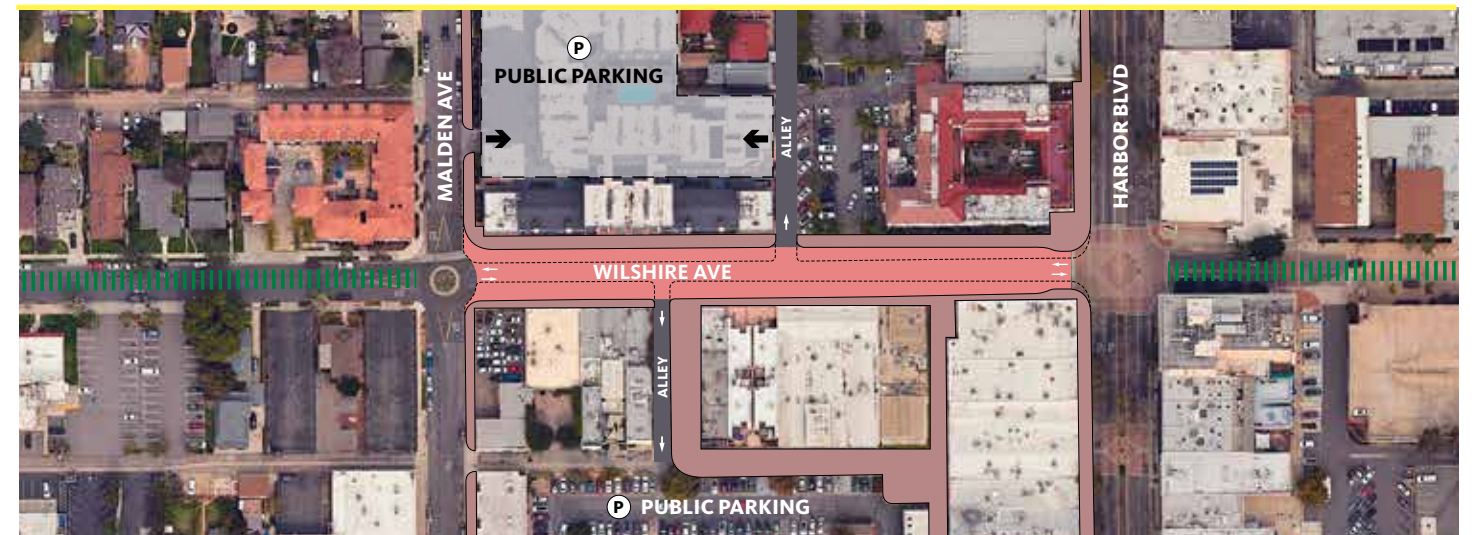 P
PUBLIC PARKING
MALDEN AVE
ALLEY
HARBOR BLVD
WILSHIRE AVE
ALLEY
P PUBLIC PARKING